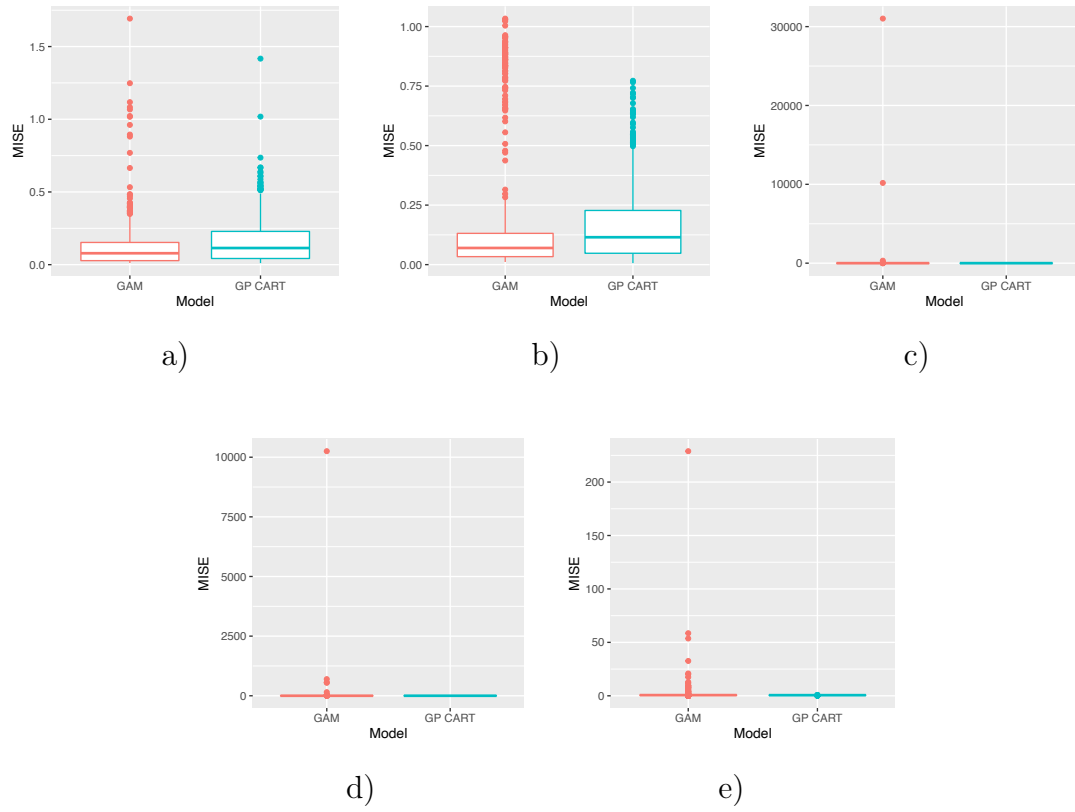 1.5
1.0
0.5
0.0
MISE
GAM
GP CART
Model
a)
1.00
0.75
0.50
0.25
0.00
MISE
GAM
GP CART
Model
b)
30000
20000
10000
0
MISE
GAM
GP CART
Model
c)
10000
7500
5000
2500
0
MISE
GAM
GP CART
Model
d)
200
150
100
50
0
MISE
GAM
GP CART
Model
e)